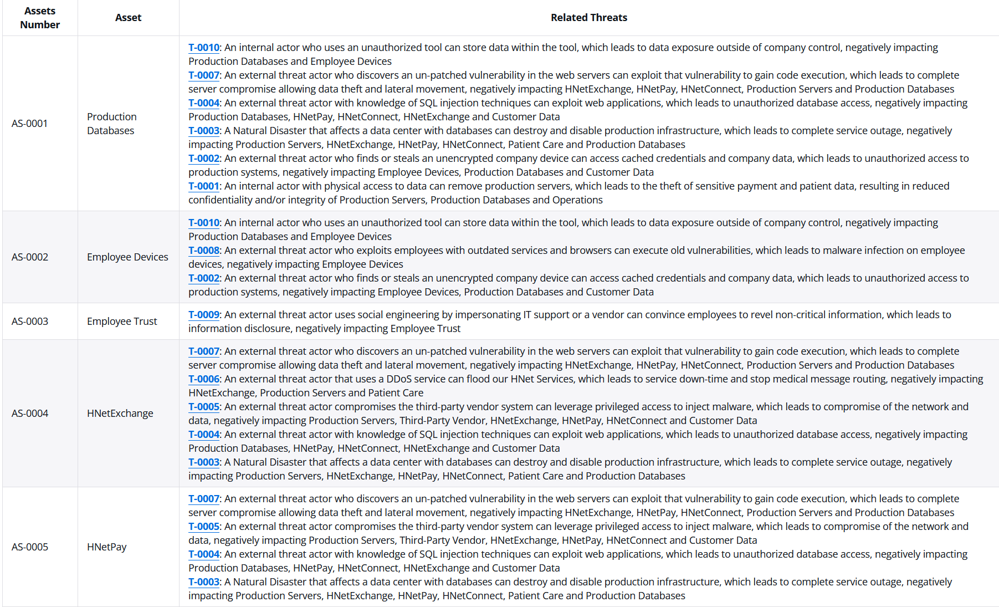 Assets Number
Asset
Related Threats
AS-0001
Production Databases
T-0010: An internal actor who uses an unauthorized tool can store data within the tool, which leads to data exposure outside of company control, negatively impacting
Production Databases and Employee Devices
T-0007: An external threat actor who discovers an un-patched vulnerability in the web servers can exploit that vulnerability to gain code execution, which leads to complete
server compromise allowing data theft and lateral movement, negatively impacting HNetExchange, HNetPay, HNetConnect, Production Servers and Production Databases
T-0004: An external threat actor with knowledge of SQL injection techniques can exploit web applications, which leads to unauthorized database access, negatively impacting
Production Databases, HNetPay, HNetConnect, HNetExchange and Customer Data
T-0003: A Natural Disaster that affects a data center with databases can destroy and disable production infrastructure, which leads to complete service outage, negatively
impacting Production Servers, HNetExchange, HNetPay, HNetConnect, Patient Care and Production Databases
T-0002: An external threat actor who finds or steals an unencrypted company device can access cached credentials and company data, which leads to unauthorized access to
production systems, negatively impacting Employee Devices, Production Databases and Customer Data
T-0001: An internal actor with physical access to data can remove production servers, which leads to the theft of sensitive payment and patient data, resulting in reduced
confidentiality and/or integrity of Production Servers, Production Databases and Operations
AS-0002
Employee Devices
T-0010: An internal actor who uses an unauthorized tool can store data within the tool, which leads to data exposure outside of company control, negatively impacting
Production Databases and Employee Devices
T-0008: An external threat actor who exploits employees with outdated services and browsers can execute old vulnerabilities, which leads to malware infection on employee
devices, negatively impacting Employee Devices
T-0002: An external threat actor who finds or steals an unencrypted company device can access cached credentials and company data, which leads to unauthorized access to
production systems, negatively impacting Employee Devices, Production Databases and Customer Data
AS-0003
Employee Trust
T-0009: An external threat actor uses social engineering by impersonating IT support or a vendor can convince employees to revel non-critical information, which leads to
information disclosure, negatively impacting Employee Trust
AS-0004
HNetExchange
T-0007: An external threat actor who discovers an un-patched vulnerability in the web servers can exploit that vulnerability to gain code execution, which leads to complete
server compromise allowing data theft and lateral movement, negatively impacting HNetExchange, HNetPay, HNetConnect, Production Servers and Production Databases
T-0006: An external threat actor that uses a DDoS service can flood our HNet Services, which leads to service down-time and stop medical message routing, negatively impacting
HNetExchange, Production Servers and Patient Care
T-0005: An external threat actor compromises the third-party vendor system can leverage privileged access to inject malware, which leads to compromise of the network and
data, negatively impacting Production Servers, Third-Party Vendor, HNetExchange, HNetPay, HNetConnect and Customer Data
T-0004: An external threat actor with knowledge of SQL injection techniques can exploit web applications, which leads to unauthorized database access, negatively impacting
Production Databases, HNetPay, HNetConnect, HNetExchange and Customer Data
T-0003: A Natural Disaster that affects a data center with databases can destroy and disable production infrastructure, which leads to complete service outage, negatively
impacting Production Servers, HNetExchange, HNetPay, HNetConnect, Patient Care and Production Databases
AS-0005
HNetPay
T-0007: An external threat actor who discovers an un-patched vulnerability in the web servers can exploit that vulnerability to gain code execution, which leads to complete
server compromise allowing data theft and lateral movement, negatively impacting HNetExchange, HNetPay, HNetConnect, Production Servers and Production Databases
T-0005: An external threat actor compromises the third-party vendor system can leverage privileged access to inject malware, which leads to compromise of the network and
data, negatively impacting Production Servers, Third-Party Vendor, HNetExchange, HNetPay, HNetConnect and Customer Data
T-0004: An external threat actor with knowledge of SQL injection techniques can exploit web applications, which leads to unauthorized database access, negatively impacting
Production Databases, HNetPay, HNetConnect, HNetExchange and Customer Data
T-0003: A Natural Disaster that affects a data center with databases can destroy and disable production infrastructure, which leads to complete service outage, negatively
impacting Production Servers, HNetExchange, HNetPay, HNetConnect, Patient Care and Production Databases